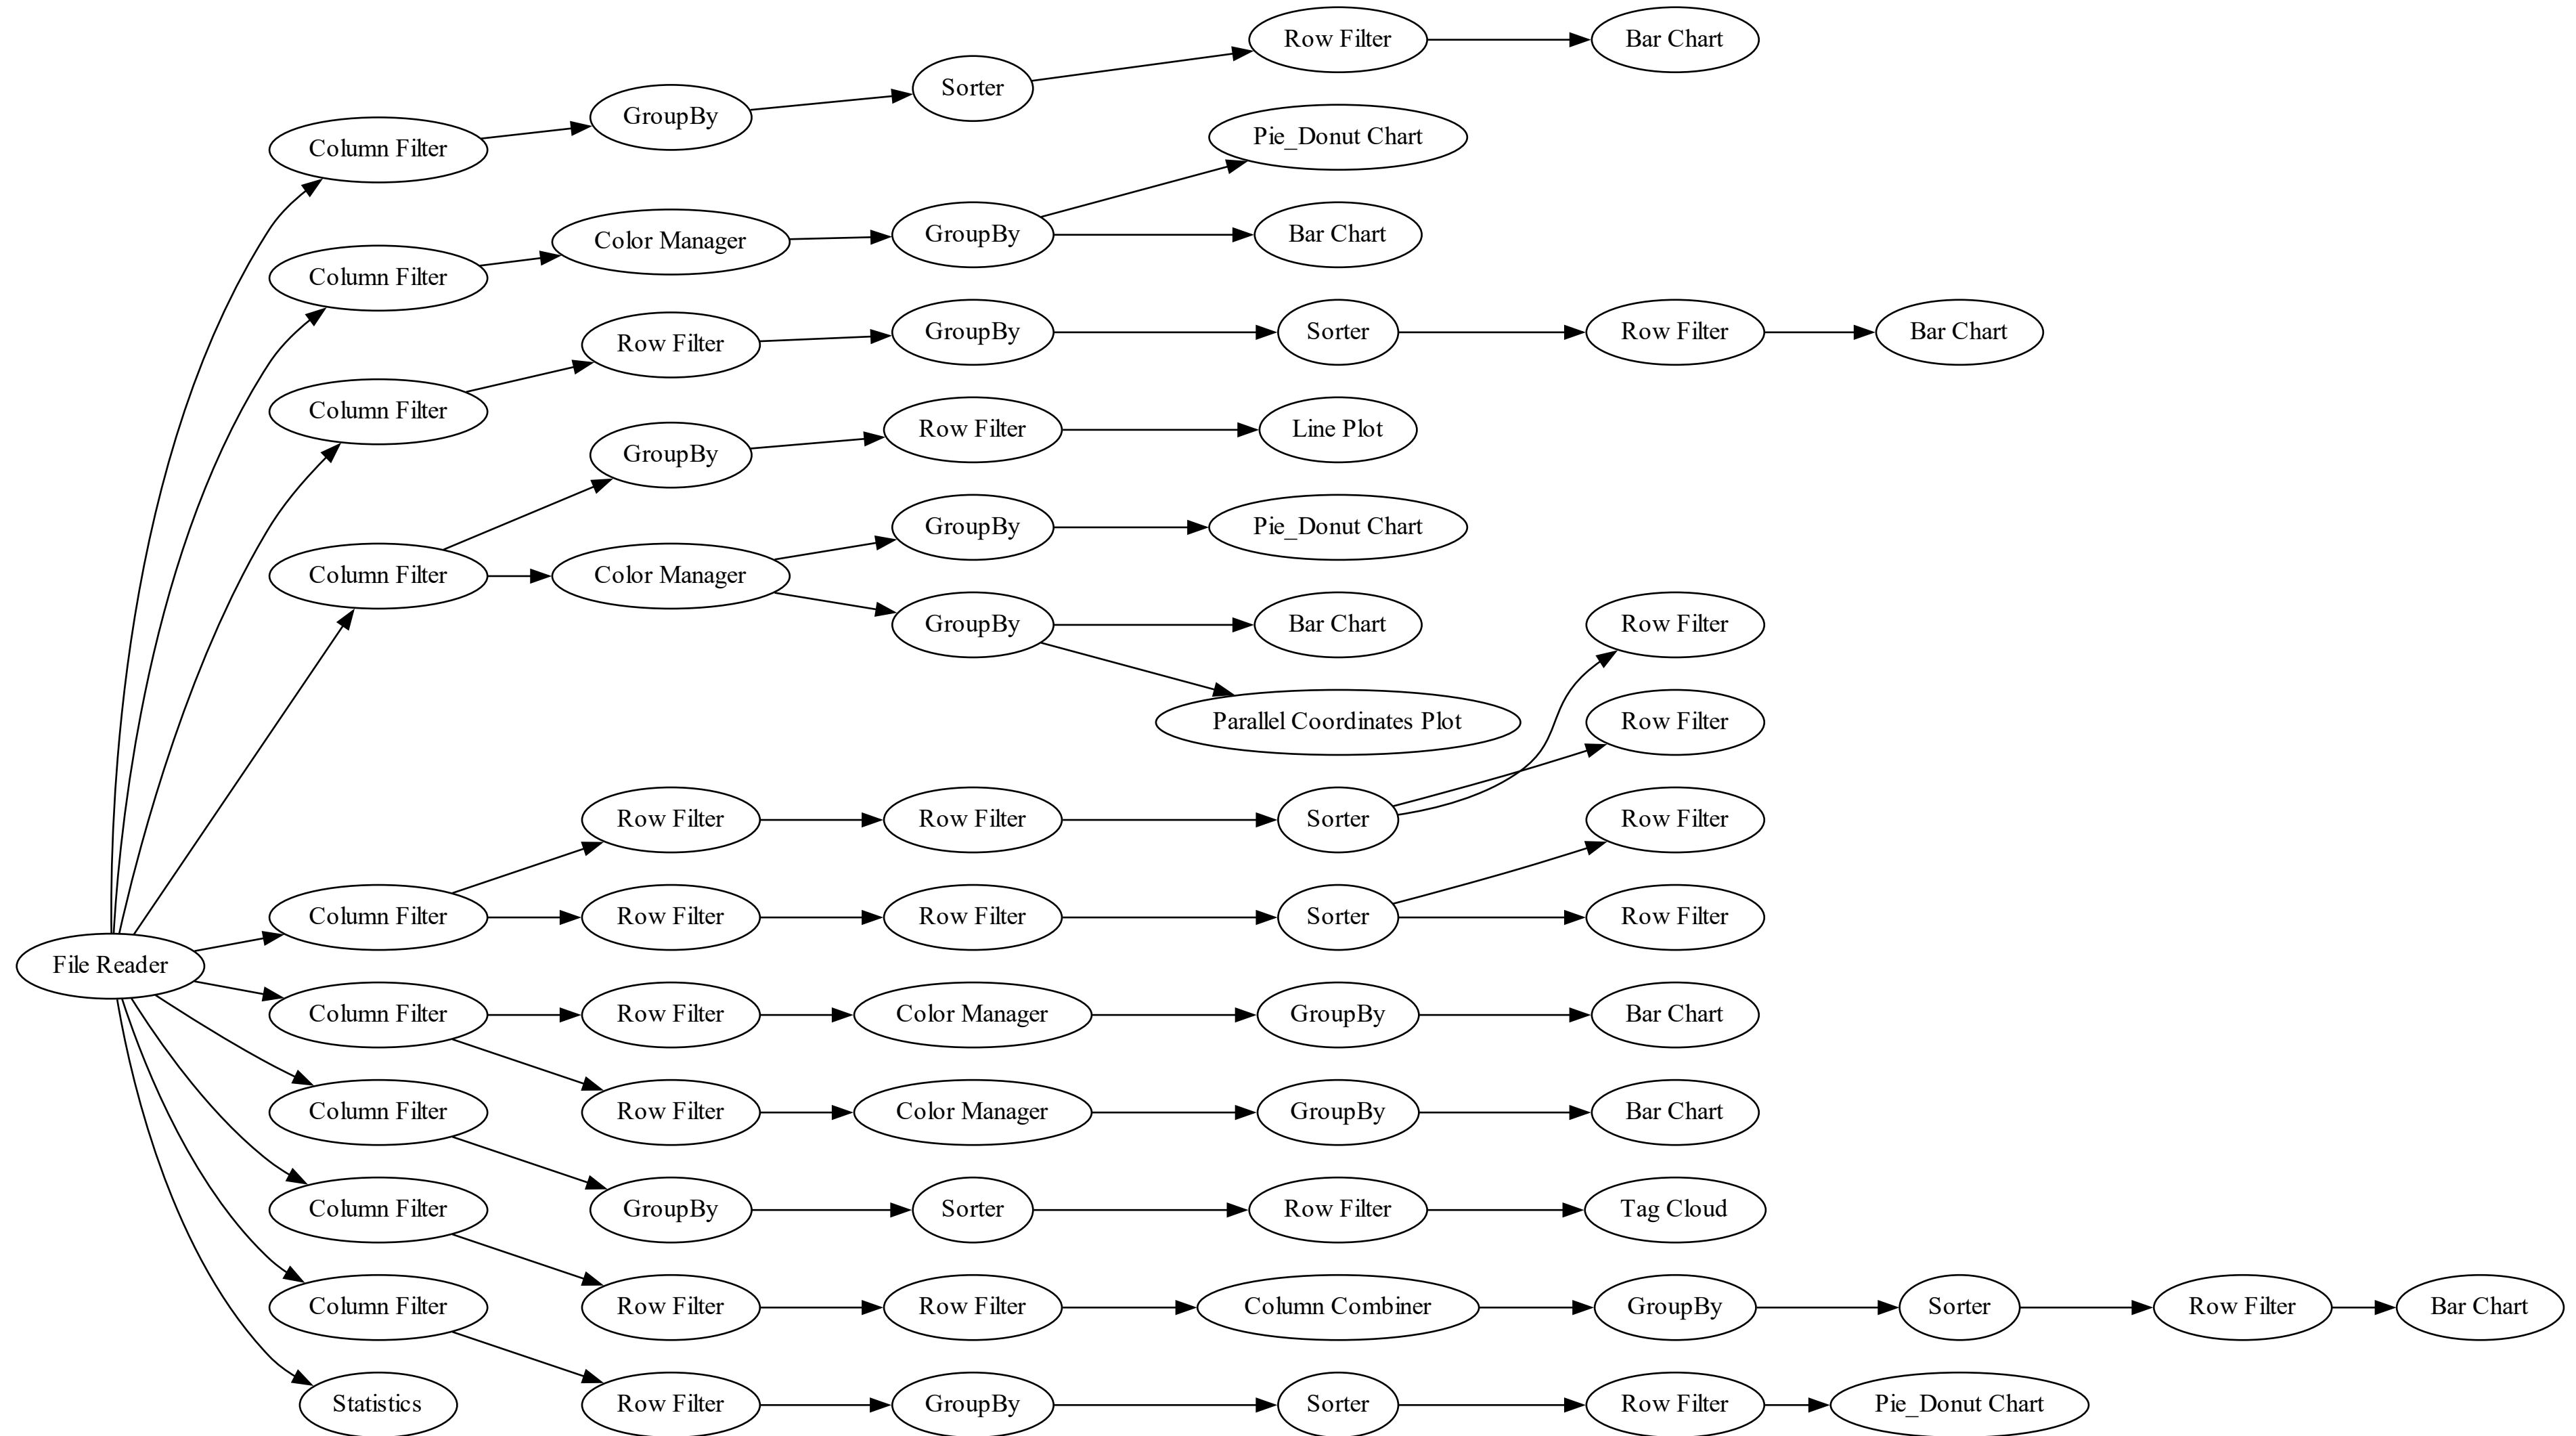 Row Filter
Bar Chart
Sorter
GroupBy
Column Filter
Pie_Donut Chart
Color Manager
GroupBy
Bar Chart
Column Filter
Row Filter
GroupBy
Sorter
Row Filter
Bar Chart
Column Filter
GroupBy
Row Filter
Line Plot
GroupBy
Pie_Donut Chart
Column Filter
Color Manager
GroupBy
Bar Chart
Row Filter
Parallel Coordinates Plot
Row Filter
Row Filter
Row Filter
Sorter
Row Filter
Column Filter
Row Filter
Row Filter
Sorter
Row Filter
File Reader
Column Filter
Row Filter
Color Manager
GroupBy
Bar Chart
Column Filter
Row Filter
Color Manager
GroupBy
Bar Chart
Column Filter
GroupBy
Sorter
Row Filter
Tag Cloud
Column Filter
Row Filter
Row Filter
Column Combiner
GroupBy
Sorter
Row Filter
Bar Chart
Statistics
Row Filter
GroupBy
Sorter
Row Filter
Pie_Donut Chart